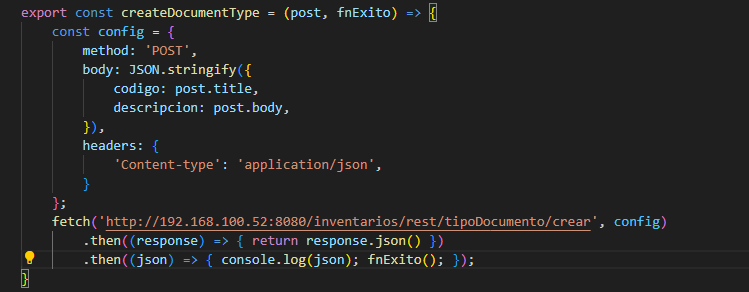 export const createDocumentType = (post, fnExito) => {
    const config = {
        method: 'POST',
        body: JSON.stringify({
            codigo: post.title,
            descripcion: post.body,
        }),
        headers: {
            'Content-type': 'application/json',
        }
    };
    fetch('http://192.168.100.52:8080/inventarios/rest/tipoDocumento/crear', config)
        .then((response) => { return response.json() })
        .then((json) => { console.log(json); fnExito(); });
}